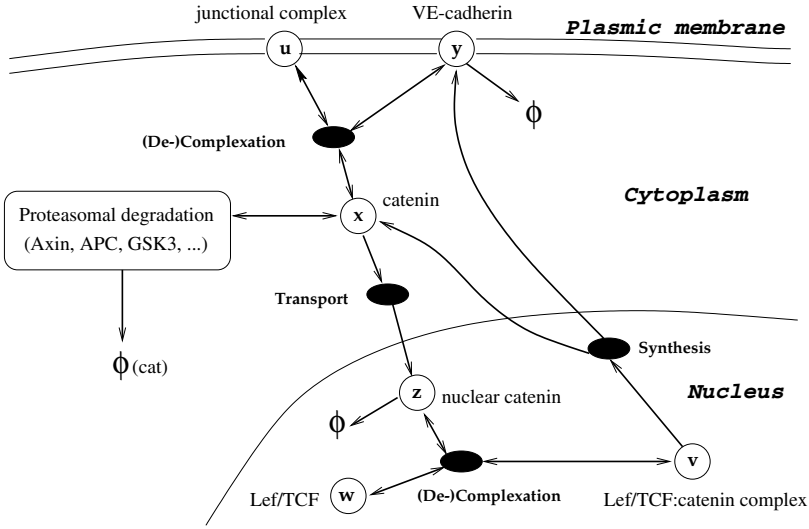 junctional complex
VE-cadherin
Plasmic membrane
u
y
ϕ
(De-)Complexation
Cytoplasm
catenin
x
Proteasomal degradation
(Axin, APC, GSK3, ...)
Transport
Synthesis
ϕ (cat)
Nucleus
z
nuclear catenin
ϕ
v
w
Lef/TCF
(De-)Complexation
Lef/TCF:catenin complex